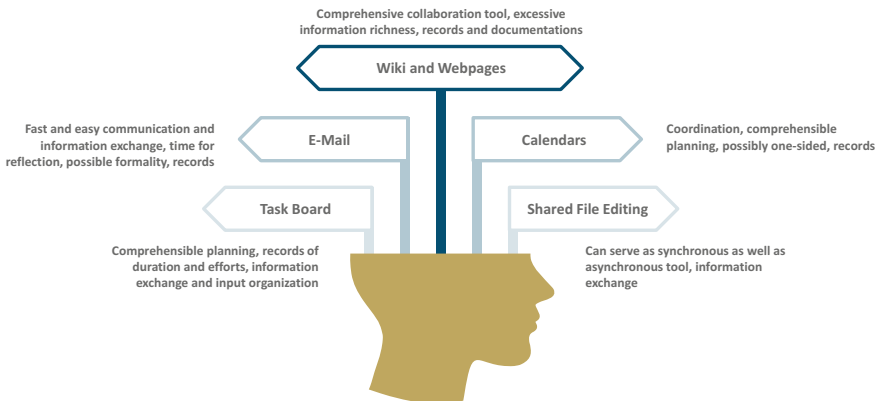 Comprehensive collaboration tool, excessive
information richness, records and documentations
Wiki and Webpages
Fast and easy communication and
information exchange, time for
reflection, possible formality, records
E-Mail
Calendars
Coordination, comprehensible
planning, possibly one-sided, records
Task Board
Shared File Editing
Comprehensible planning, records of
duration and efforts, information
exchange and input organization
Can serve as synchronous as well as
asynchronous tool, information
exchange